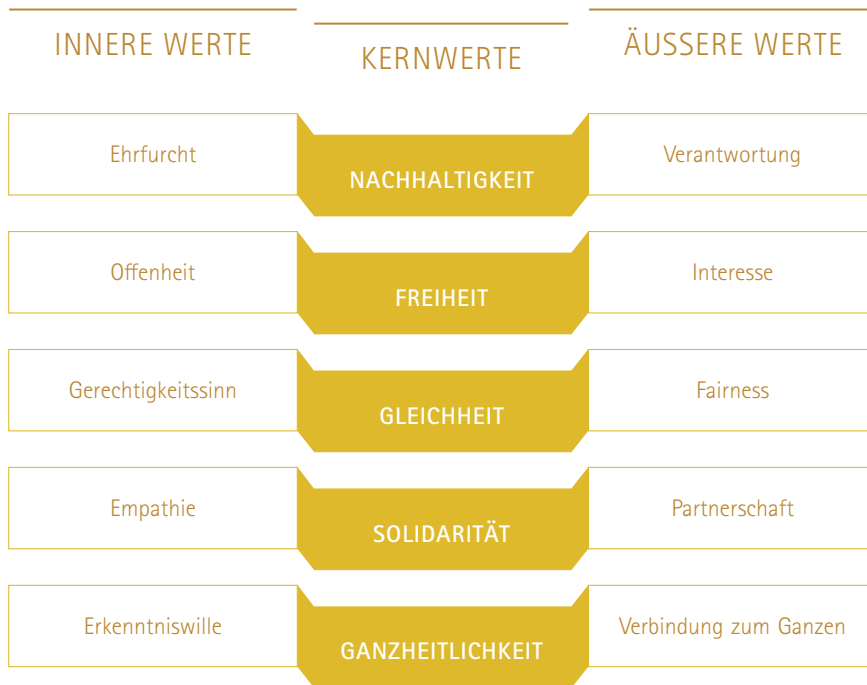 INNERE WERTE
KERNWERTE
ÄUSSERE WERTE
Ehrfurcht
NACHHALTIGKEIT
Verantwortung
Offenheit
FREIHEIT
Interesse
Gerechtigkeitssinn
GLEICHHEIT
Fairness
Empathie
SOLIDARITÄT
Partnerschaft
Erkenntniswille
GANZHEITLICHKEIT
Verbindung zum Ganzen